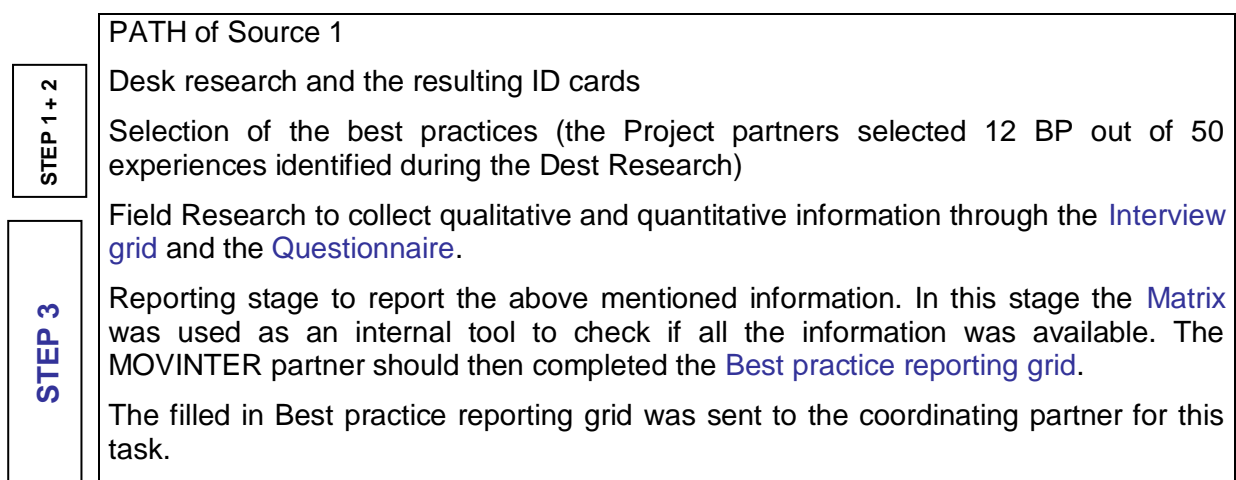 PATH of Source 1
STEP 1 + 2
Desk research and the resulting ID cards
Selection of the best practices (the Project partners selected 12 BP out of 50
experiences identified during the Dest Research)
STEP 3
Field Research to collect qualitative and quantitative information through the Interview
grid and the Questionnaire.
Reporting stage to report the above mentioned information. In this stage the Matrix
was used as an internal tool to check if all the information was available. The
MOVINTER partner should then completed the Best practice reporting grid.
The filled in Best practice reporting grid was sent to the coordinating partner for this
task.